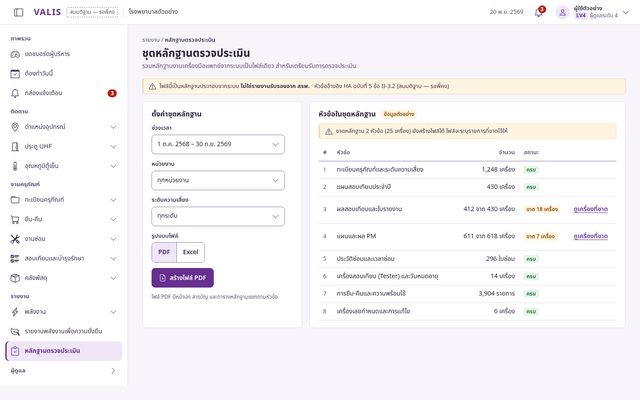 VALIS
สมมติฐาน — รอพี่คง
โรงพยาบาลตัวอย่าง
20 พ.ย. 2569
3
ผู้ใช้ตัวอย่าง
LV4 ผู้ดูแลระดับ 4
ภาพรวม
แดชบอร์ดผู้บริหาร
ต้องทำวันนี้
กล่องแจ้งเตือน
3
ติดตาม
ตำแหน่งอุปกรณ์
ประตู UHF
อุณหภูมิตู้เย็น
งานครุภัณฑ์
ทะเบียนครุภัณฑ์
ยืม-คืน
งานซ่อม
สอบเทียบและบำรุงรักษา
คลังพัสดุ
รายงาน
พลังงาน
รายงานพลังงานเพื่อความยั่งยืน
หลักฐานตรวจประเมิน
ผู้ดูแล
รายงาน / หลักฐานตรวจประเมิน
ชุดหลักฐานตรวจประเมิน
รวมหลักฐานงานเครื่องมือแพทย์จากระบบเป็นไฟล์เดียว สำหรับเตรียมรับการตรวจประเมิน
ไฟล์นี้เป็นหลักฐานประกอบจากระบบ ไม่ใช่รายงานรับรองของ สรพ. · หัวข้ออ้างอิง HA ฉบับที่ 5 ข้อ II-3.2 (สมมติฐาน — รอพี่คง)
ตั้งค่าชุดหลักฐาน
ช่วงเวลา
1 ต.ค. 2568 – 30 ก.ย. 2569
หน่วยงาน
ทุกหน่วยงาน
ระดับความเสี่ยง
ทุกระดับ
รูปแบบไฟล์
PDF
Excel
สร้างไฟล์ PDF
ไฟล์ PDF มีหน้าปก สารบัญ และตารางหลักฐานแยกตามหัวข้อ
หัวข้อในชุดหลักฐาน
ข้อมูลตัวอย่าง
ขาดหลักฐาน 2 หัวข้อ (25 เครื่อง) ยังสร้างไฟล์ได้ ไฟล์จะระบุรายการที่ขาดไว้ให้
# หัวข้อ จำนวน สถานะ
1 ทะเบียนครุภัณฑ์และระดับความเสี่ยง 1,248 เครื่อง ครบ
2 แผนสอบเทียบประจำปี 430 เครื่อง ครบ
3 ผลสอบเทียบและใบรายงาน 412 จาก 430 เครื่อง ขาด 18 เครื่อง ดูเครื่องที่ขาด
4 แผนและผล PM 611 จาก 618 เครื่อง ขาด 7 เครื่อง ดูเครื่องที่ขาด
5 ประวัติซ่อมและเวลาซ่อม 296 ใบซ่อม ครบ
6 เครื่องสอบเทียบ (Tester) และวันหมดอายุ 14 เครื่อง ครบ
7 การยืม-คืนและความพร้อมใช้ 3,904 รายการ ครบ
8 เครื่องเลยกำหนดและการแก้ไข 6 เครื่อง ครบ